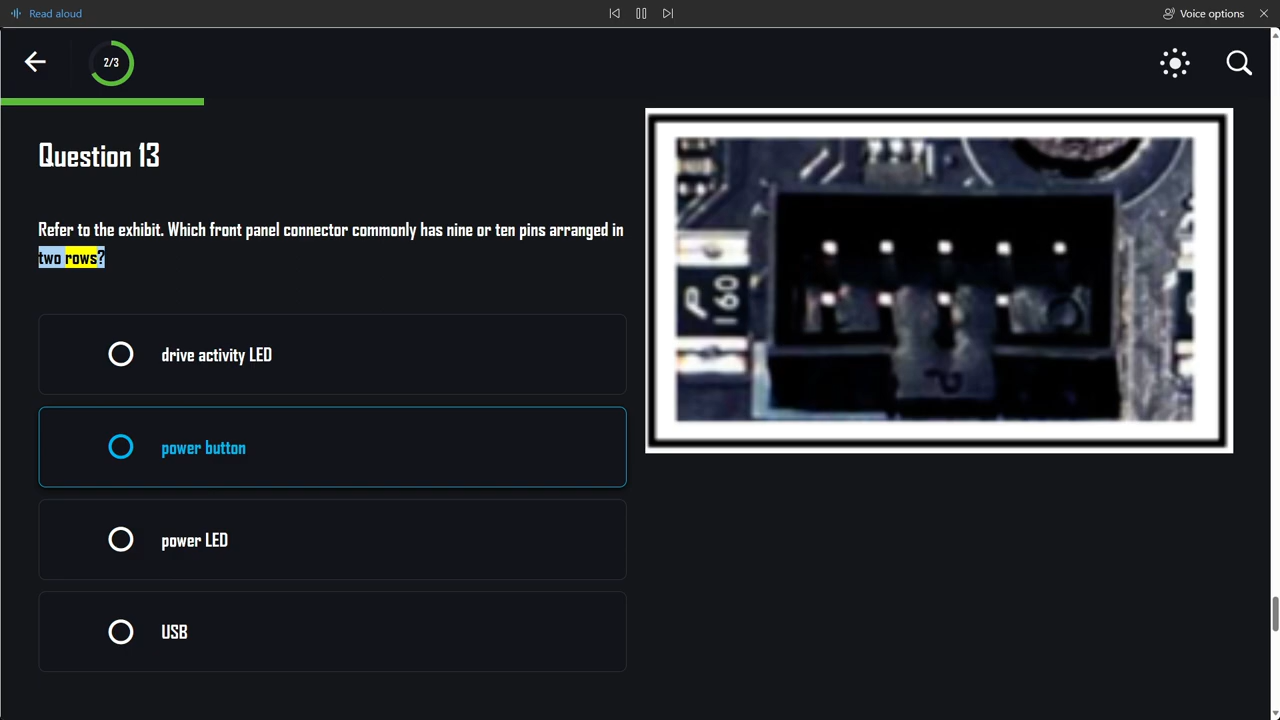 Read aloud
Voice options
2/3
Question 13
Refer to the exhibit. Which front panel connector commonly has nine or ten pins arranged in
two rows?
160
drive activity LED
power button
power LED
USB